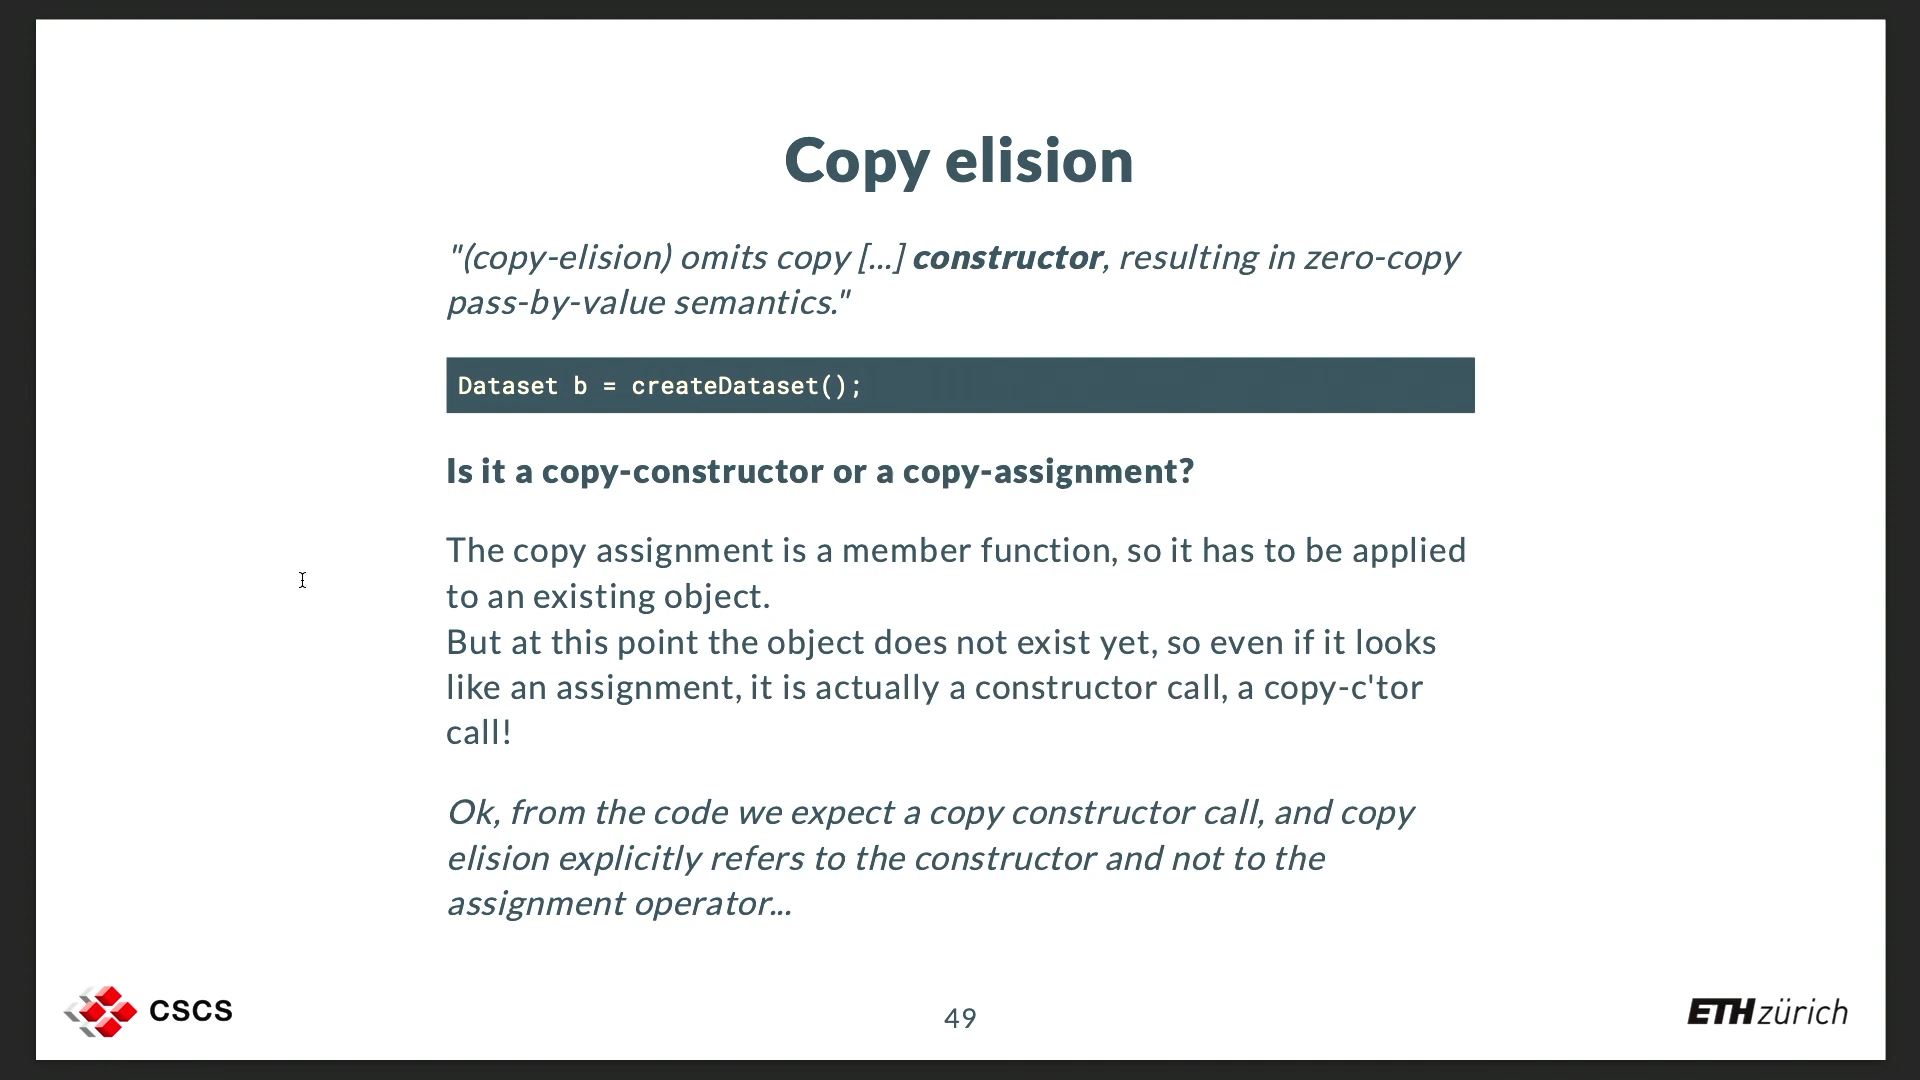 Copy elision
"(copy-elision) omits copy [...] constructor, resulting in zero-copy
pass-by-value semantics."
Dataset b = createDataset();
Is it a copy-constructor or a copy-assignment?
The copy assignment is a member function, so it has to be applied
to an existing object.
But at this point the object does not exist yet, so even if it looks
like an assignment, it is actually a constructor call, a copy-c'tor
call!
Ok, from the code we expect a copy constructor call, and copy
elision explicitly refers to the constructor and not to the
assignment operator...
CSCS
49
ETH zürich